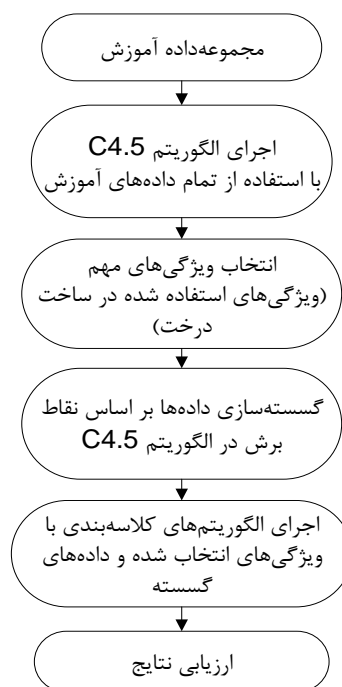 مجموعه‌داده آموزش
اجرای الگوریتم C4.5
با استفاده از تمام داده‌های آموزش
انتخاب ویژگی‌های مهم
(ویژگی‌های استفاده شده در ساخت
درخت)
گسسته‌سازی داده‌ها بر اساس نقاط
برش در الگوریتم C4.5
اجرای الگوریتم‌های کلاسه‌بندی با
ویژگی‌های انتخاب شده و داده‌های
گسسته
ارزیابی نتایج